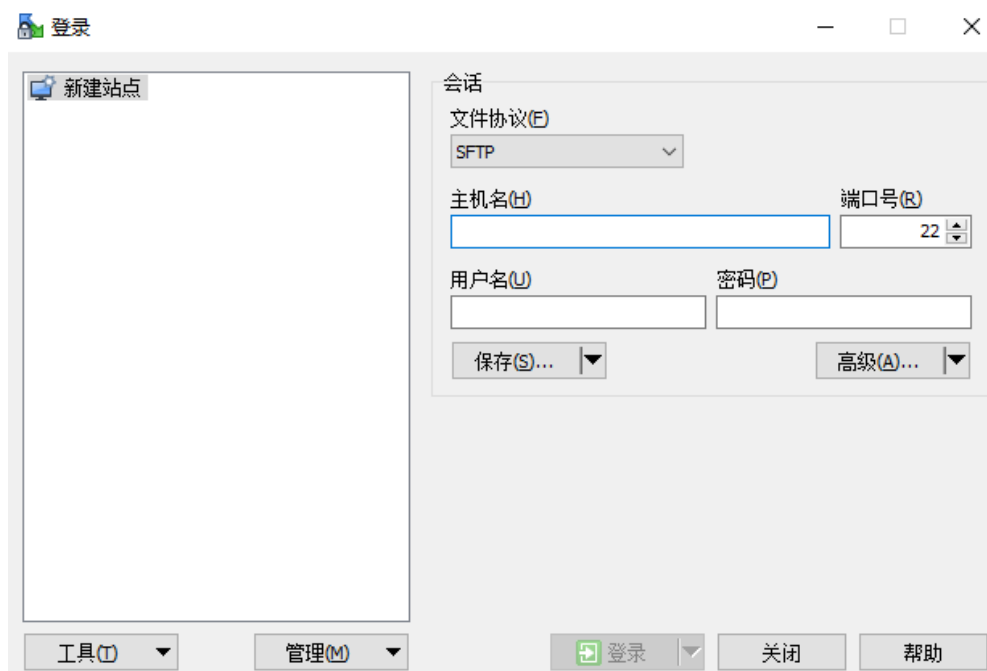 登录
新建站点
会话
文件协议(F)
SFTP
主机名(H)
端口号(R)
22
用户名(U)
密码(P)
保存(S)...
高级(A)...
工具(T)
管理(M)
登录
关闭
帮助